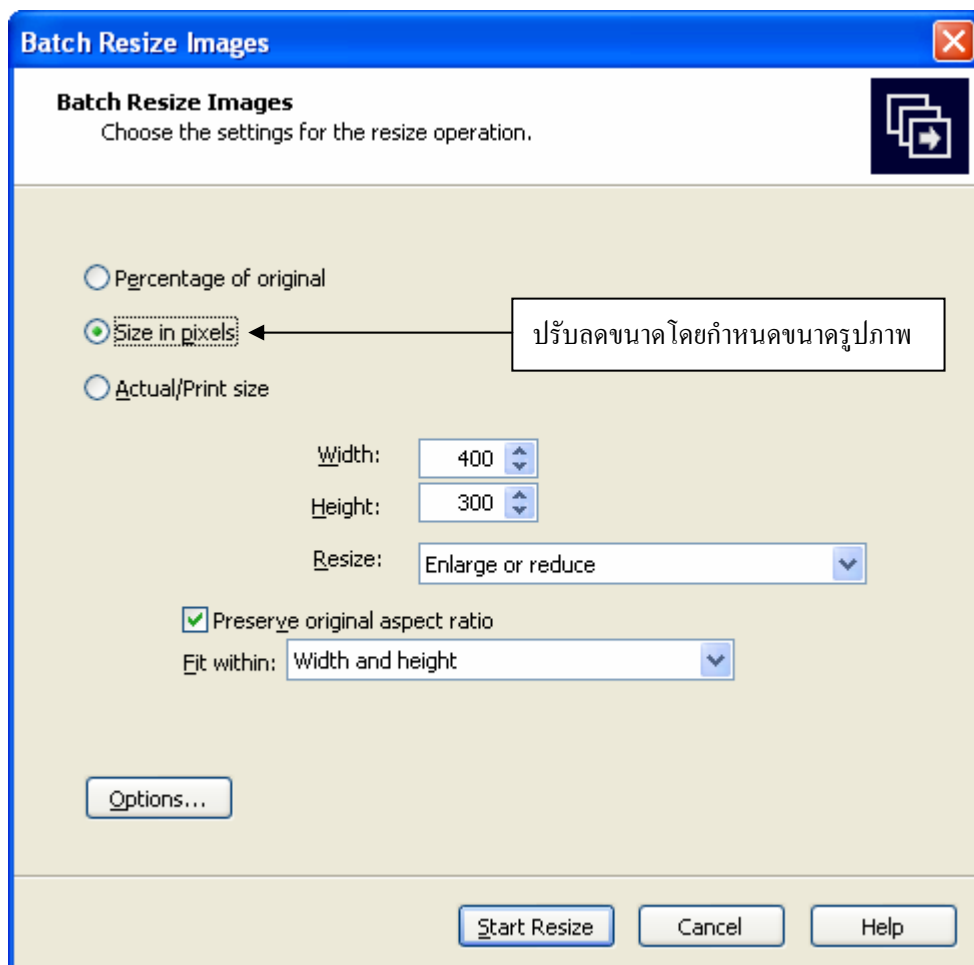 Batch Resize Images
Batch Resize Images
Choose the settings for the resize operation.
Percentage of original
Size in pixels
ปรับลดขนาดโดยกำหนดขนาดรูปภาพ
Actual/Print size
Width: 400
Height: 300
Resize: Enlarge or reduce
Preserve original aspect ratio
Fit within: Width and height
Options...
Start Resize Cancel Help